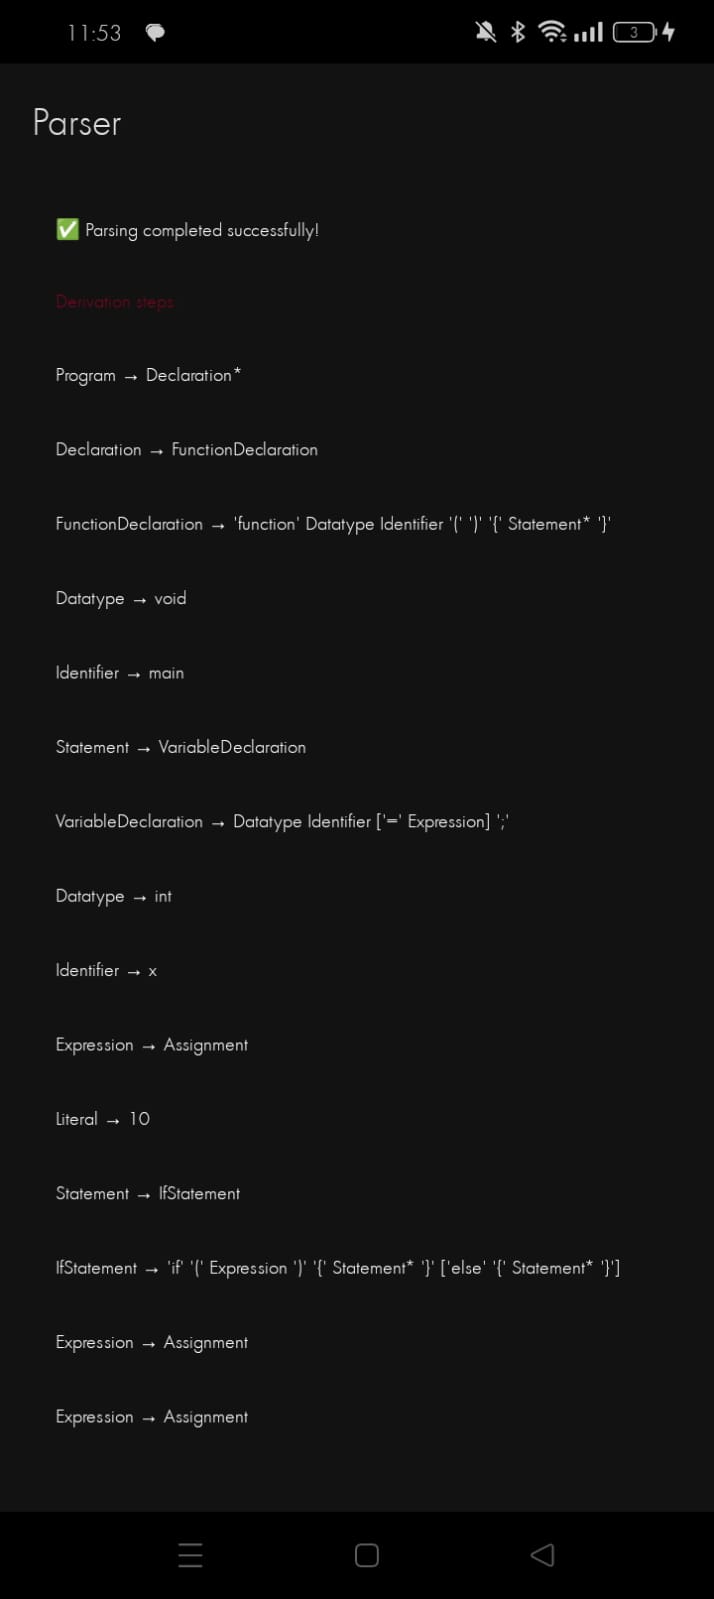 11:53
3
Parser
✅ Parsing completed successfully!
Derivation steps
Program → Declaration*
Declaration → FunctionDeclaration
FunctionDeclaration → 'function' Datatype Identifier '(' ')' '{' Statement* '}'
Datatype → void
Identifier → main
Statement → VariableDeclaration
VariableDeclaration → Datatype Identifier ['=' Expression] ';'
Datatype → int
Identifier → x
Expression → Assignment
Literal → 10
Statement → IfStatement
IfStatement → 'if' '(' Expression ')' '{' Statement* '}' ['else' '{' Statement* '}']
Expression → Assignment
Expression → Assignment